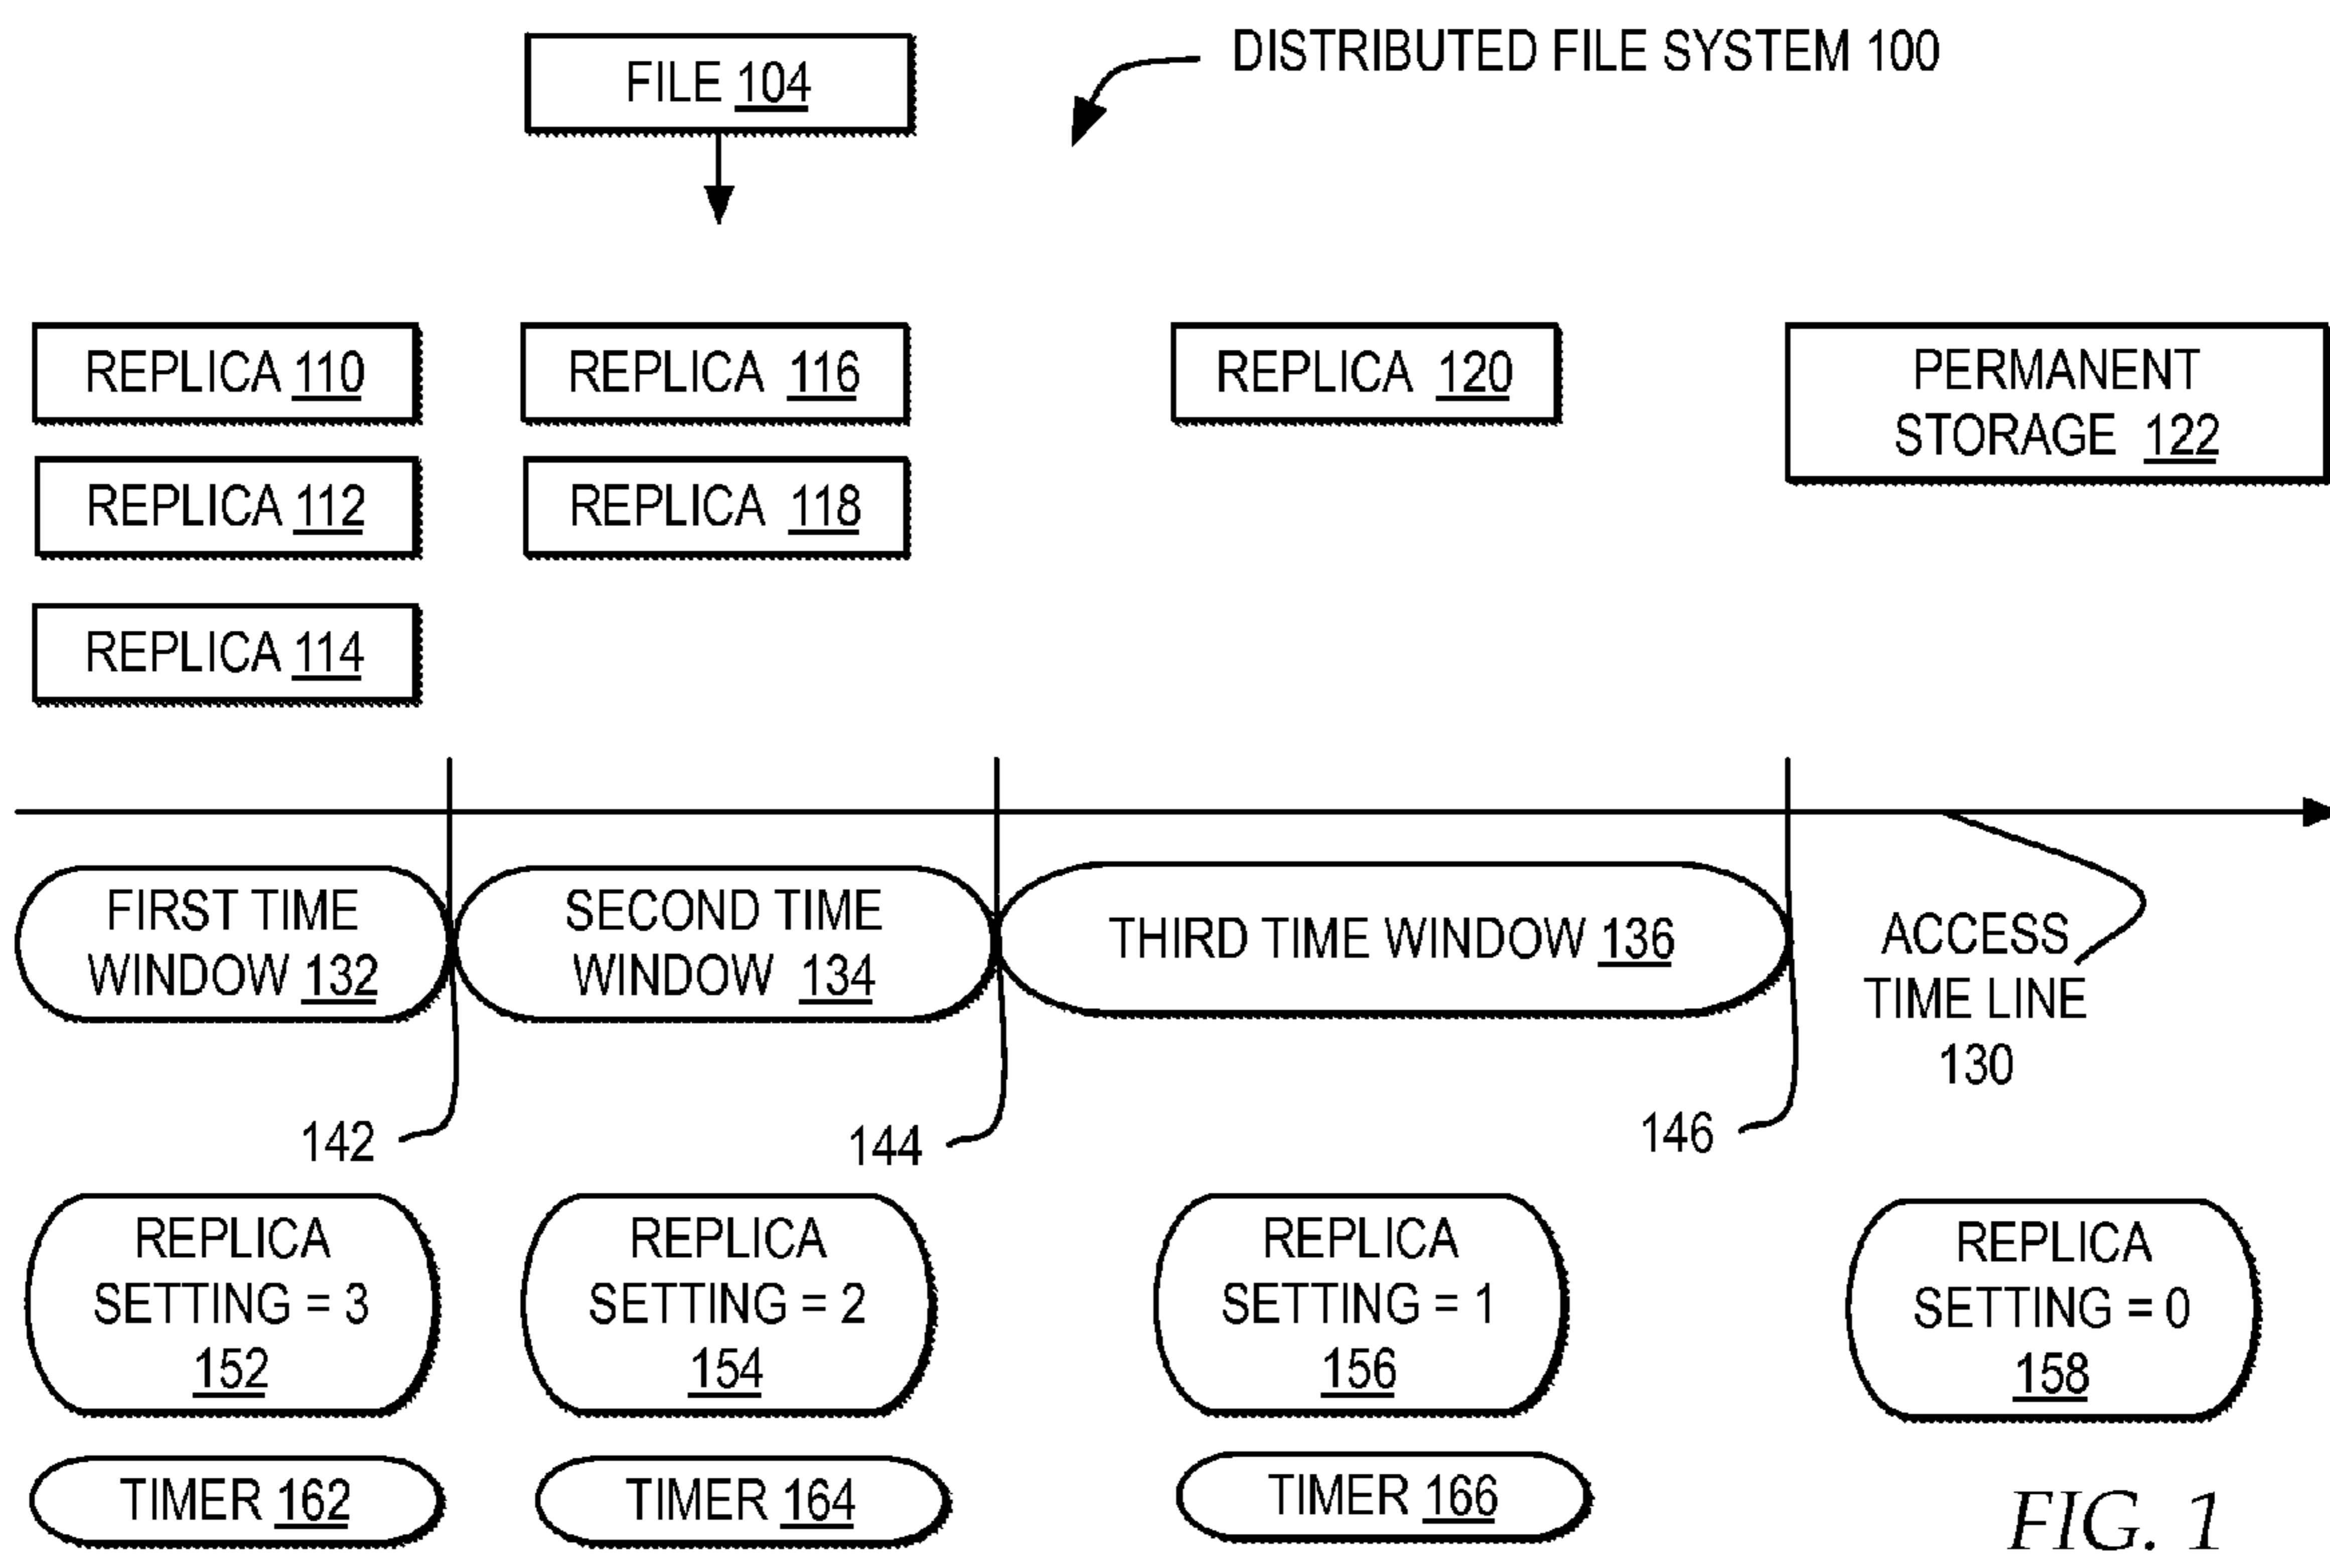 FILE 104
DISTRIBUTED FILE SYSTEM 100
REPLICA 110
REPLICA 116
REPLICA 120
PERMANENT
STORAGE 122
REPLICA 112
REPLICA 118
REPLICA 114
FIRST TIME
WINDOW 132
SECOND TIME
WINDOW 134
THIRD TIME WINDOW 136
ACCESS
TIME LINE
130
142
144
146
REPLICA
SETTING = 3
152
REPLICA
SETTING = 2
154
REPLICA
SETTING = 1
156
REPLICA
SETTING = 0
158
TIMER 162
TIMER 164
TIMER 166
FIG. 1